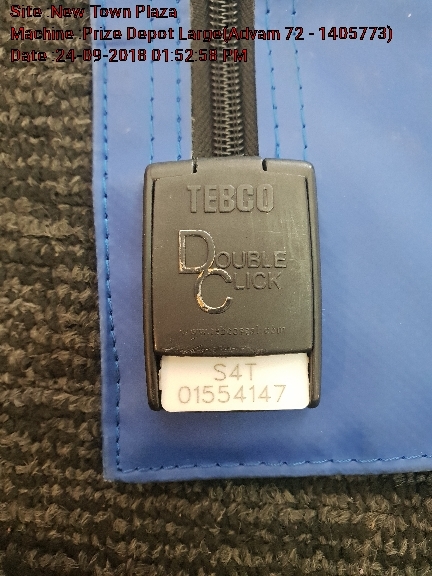 Site :New Town Plaza
Machine :Prize Depot Large(Advam 72 - 1405773)
Date :24-09-2018 01:52:58 PM
TEBCO
DOUBLE
CLICK
S4T
01554147